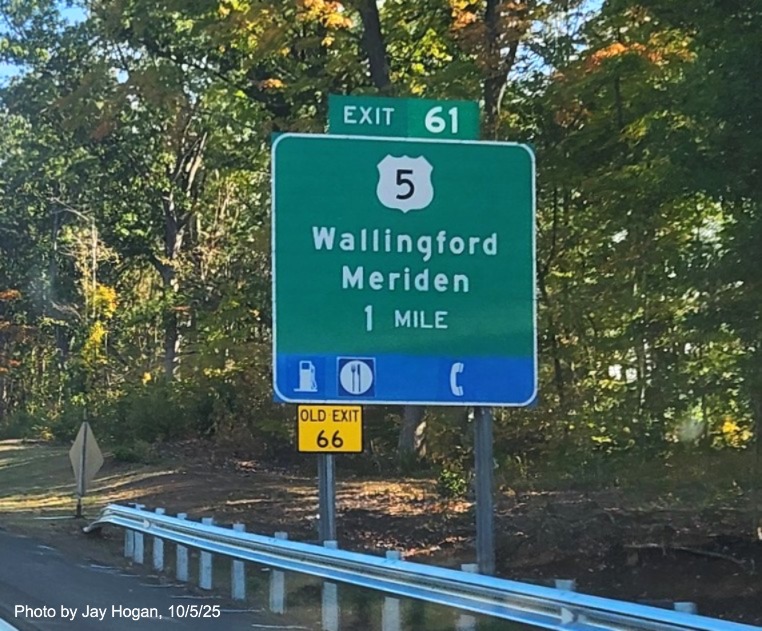 EXIT 61
5
Wallingford
Meriden
1 MILE
OLD EXIT
66
Photo by Jay Hogan, 10/5/25